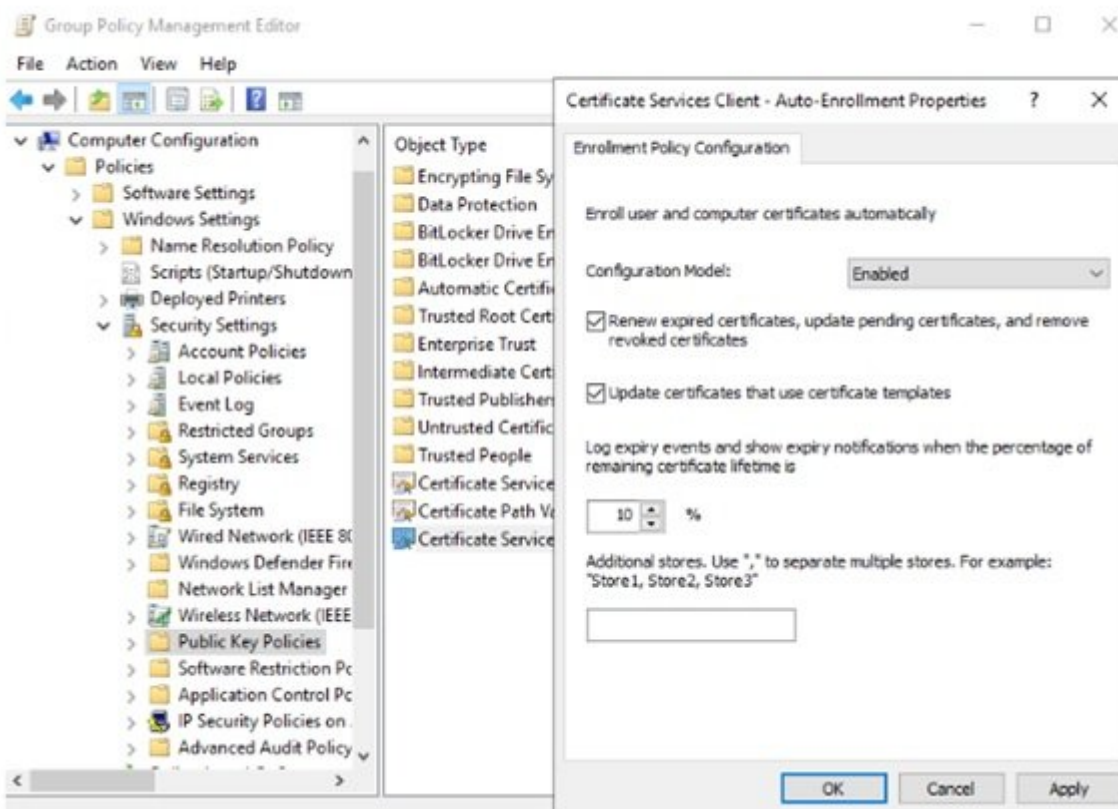 Group Policy Management Editor
File Action View Help
Computer Configuration
Policies
Software Settings
Windows Settings
Name Resolution Policy
Scripts (Startup/Shutdown
Deployed Printers
Security Settings
Account Policies
Local Policies
Event Log
Restricted Groups
System Services
Registry
File System
Wired Network (IEEE 80
Windows Defender Fire
Network List Manager
Wireless Network (IEEE
Public Key Policies
Software Restriction Po
Application Control Po
IP Security Policies on
Advanced Audit Policy
Object Type
Encrypting File Sy
Data Protection
BitLocker Drive En
BitLocker Drive En
Automatic Certifi
Trusted Root Cert
Enterprise Trust
Intermediate Cert
Trusted Publishers
Untrusted Certific
Trusted People
Certificate Service
Certificate Path Va
Certificate Service
Certificate Services Client - Auto-Enrollment Properties ?
Enrollment Policy Configuration
Enroll user and computer certificates automatically
Configuration Model: Enabled
Renew expired certificates, update pending certificates, and remove
revoked certificates
Update certificates that use certificate templates
Log expiry events and show expiry notifications when the percentage of
remaining certificate lifetime is
10 %
Additional stores. Use "," to separate multiple stores. For example:
"Store1, Store2, Store3"
OK Cancel Apply